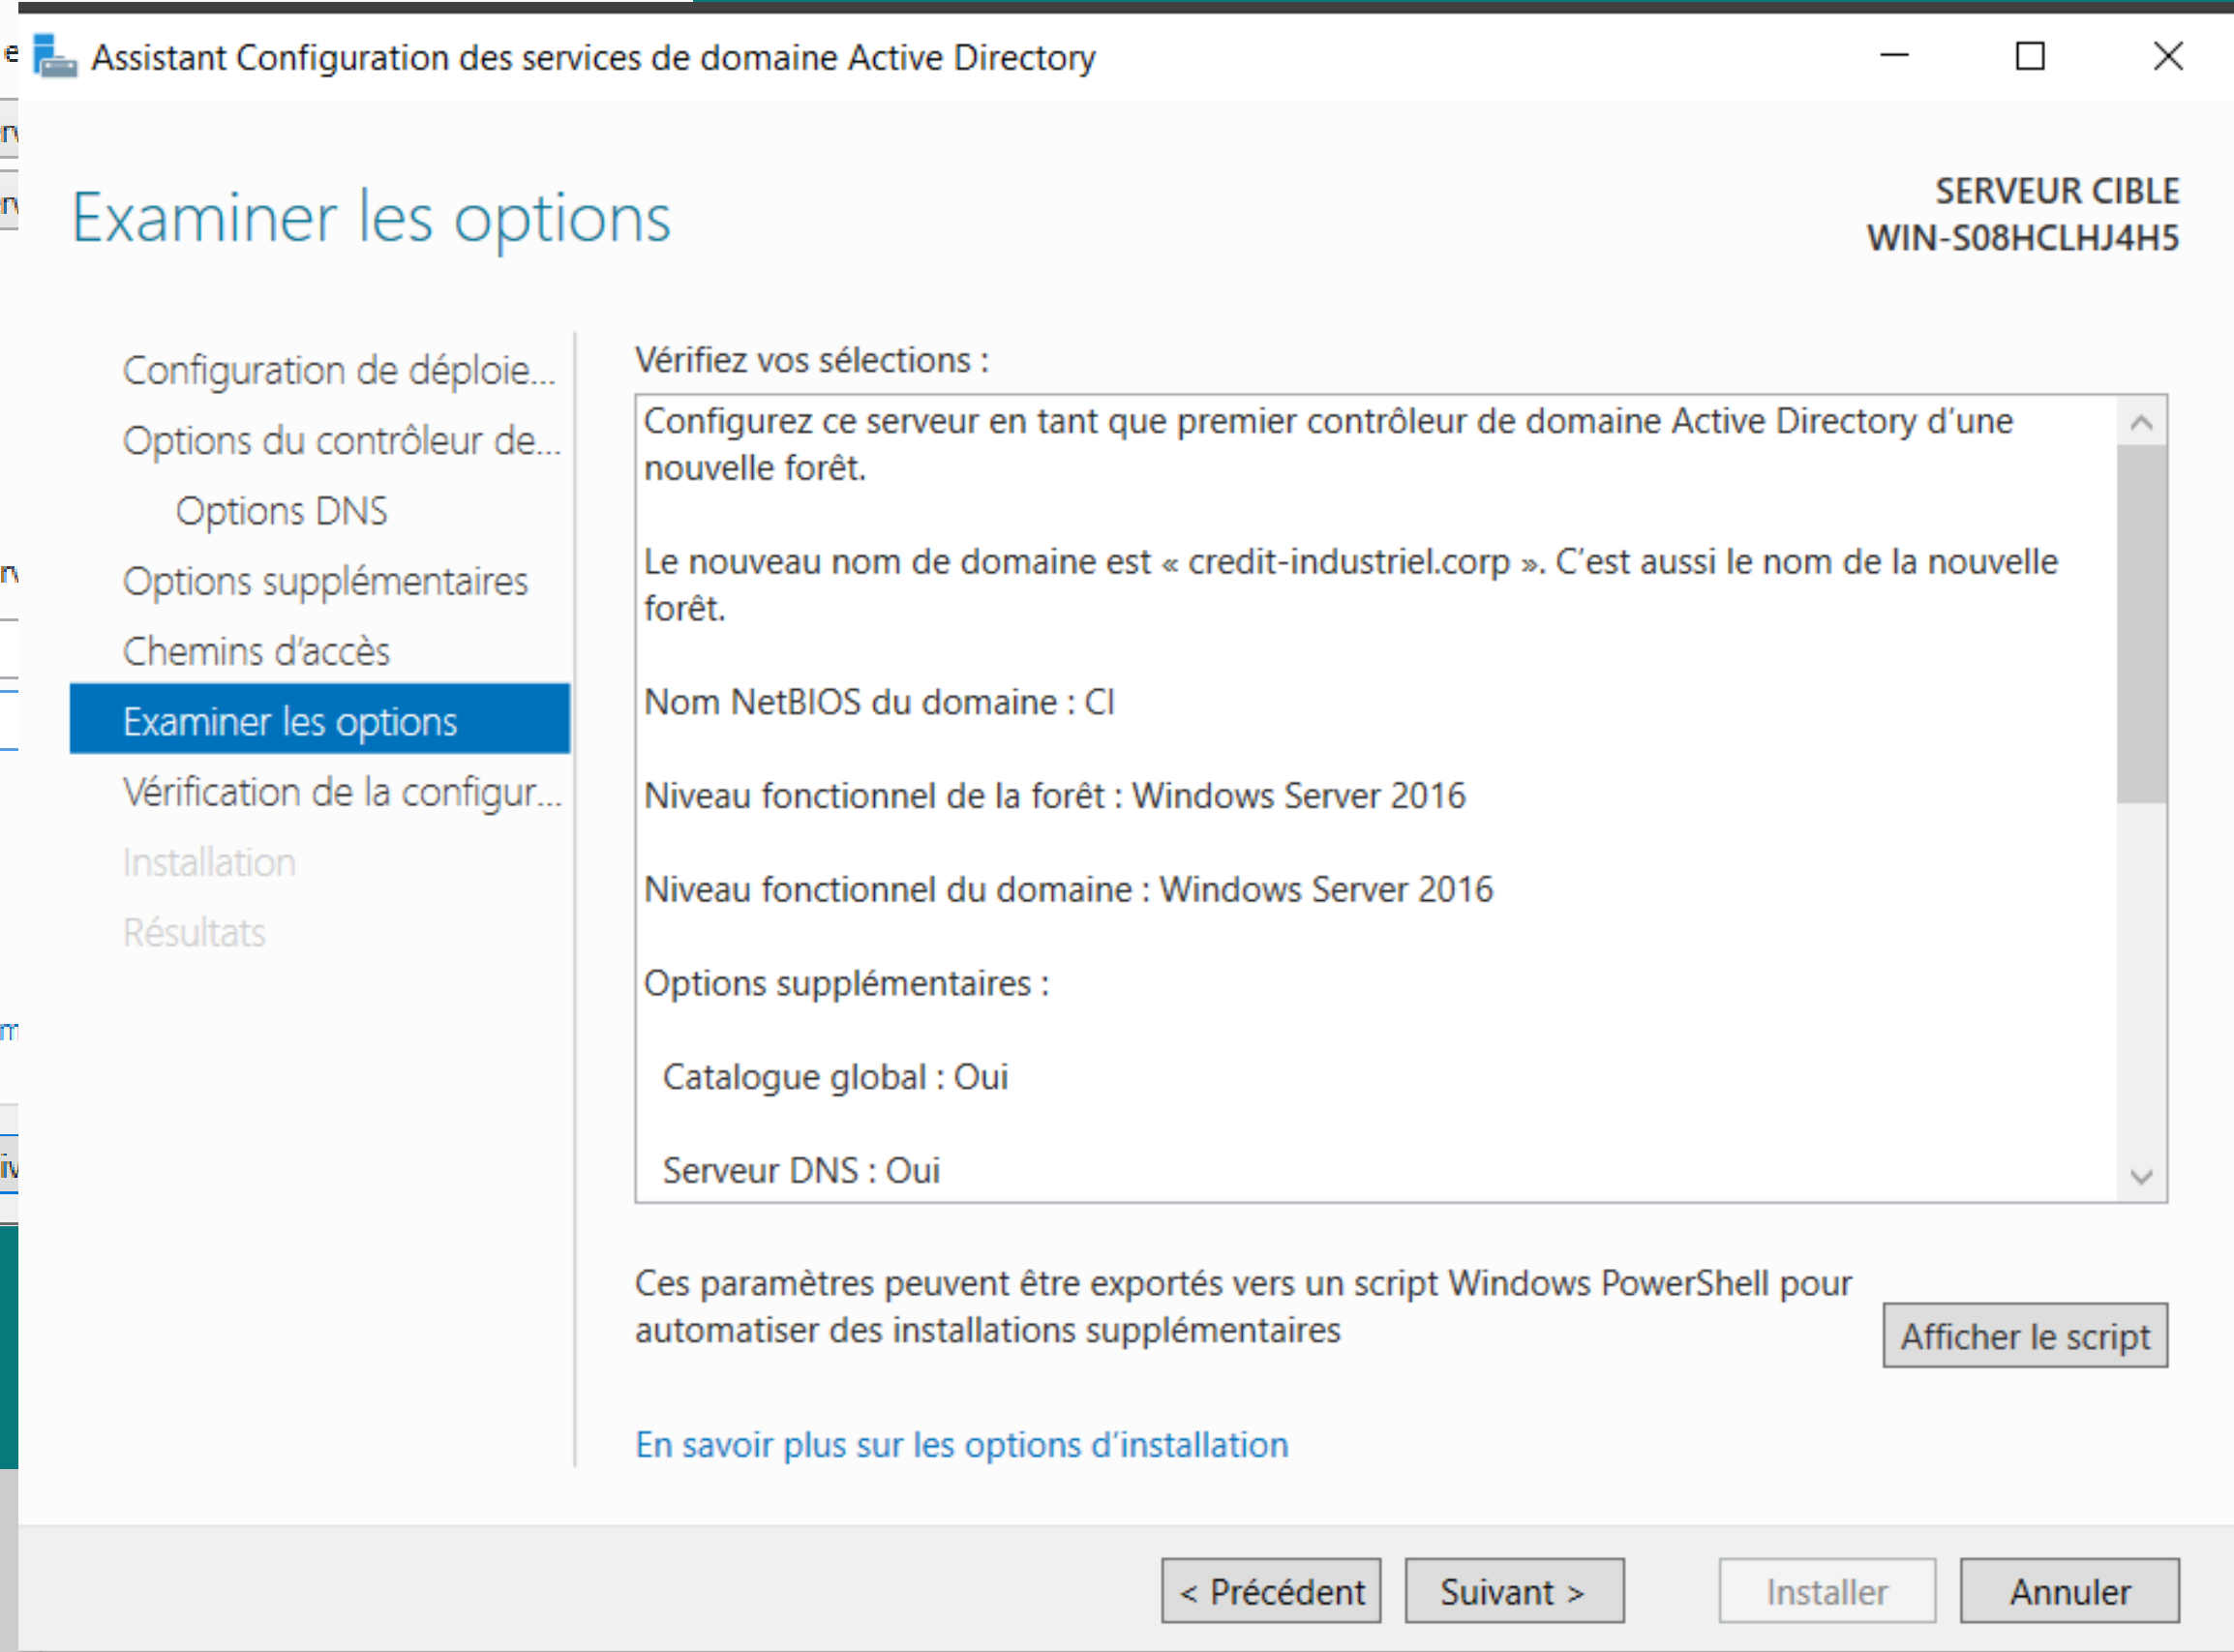 Assistant Configuration des services de domaine Active Directory
Examiner les options
SERVEUR CIBLE
WIN-S08HCLHJ4H5
Configuration de déploie...
Options du contrôleur de...
Options DNS
Options supplémentaires
Chemins d’accès
Examiner les options
Vérification de la configur...
Installation
Résultats
Vérifiez vos sélections :
Configurez ce serveur en tant que premier contrôleur de domaine Active Directory d’une
nouvelle forêt.
Le nouveau nom de domaine est « credit-industriel.corp ». C’est aussi le nom de la nouvelle
forêt.
Nom NetBIOS du domaine : CI
Niveau fonctionnel de la forêt : Windows Server 2016
Niveau fonctionnel du domaine : Windows Server 2016
Options supplémentaires :
Catalogue global : Oui
Serveur DNS : Oui
Ces paramètres peuvent être exportés vers un script Windows PowerShell pour
automatiser des installations supplémentaires
Afficher le script
En savoir plus sur les options d’installation
< Précédent
Suivant >
Installer
Annuler